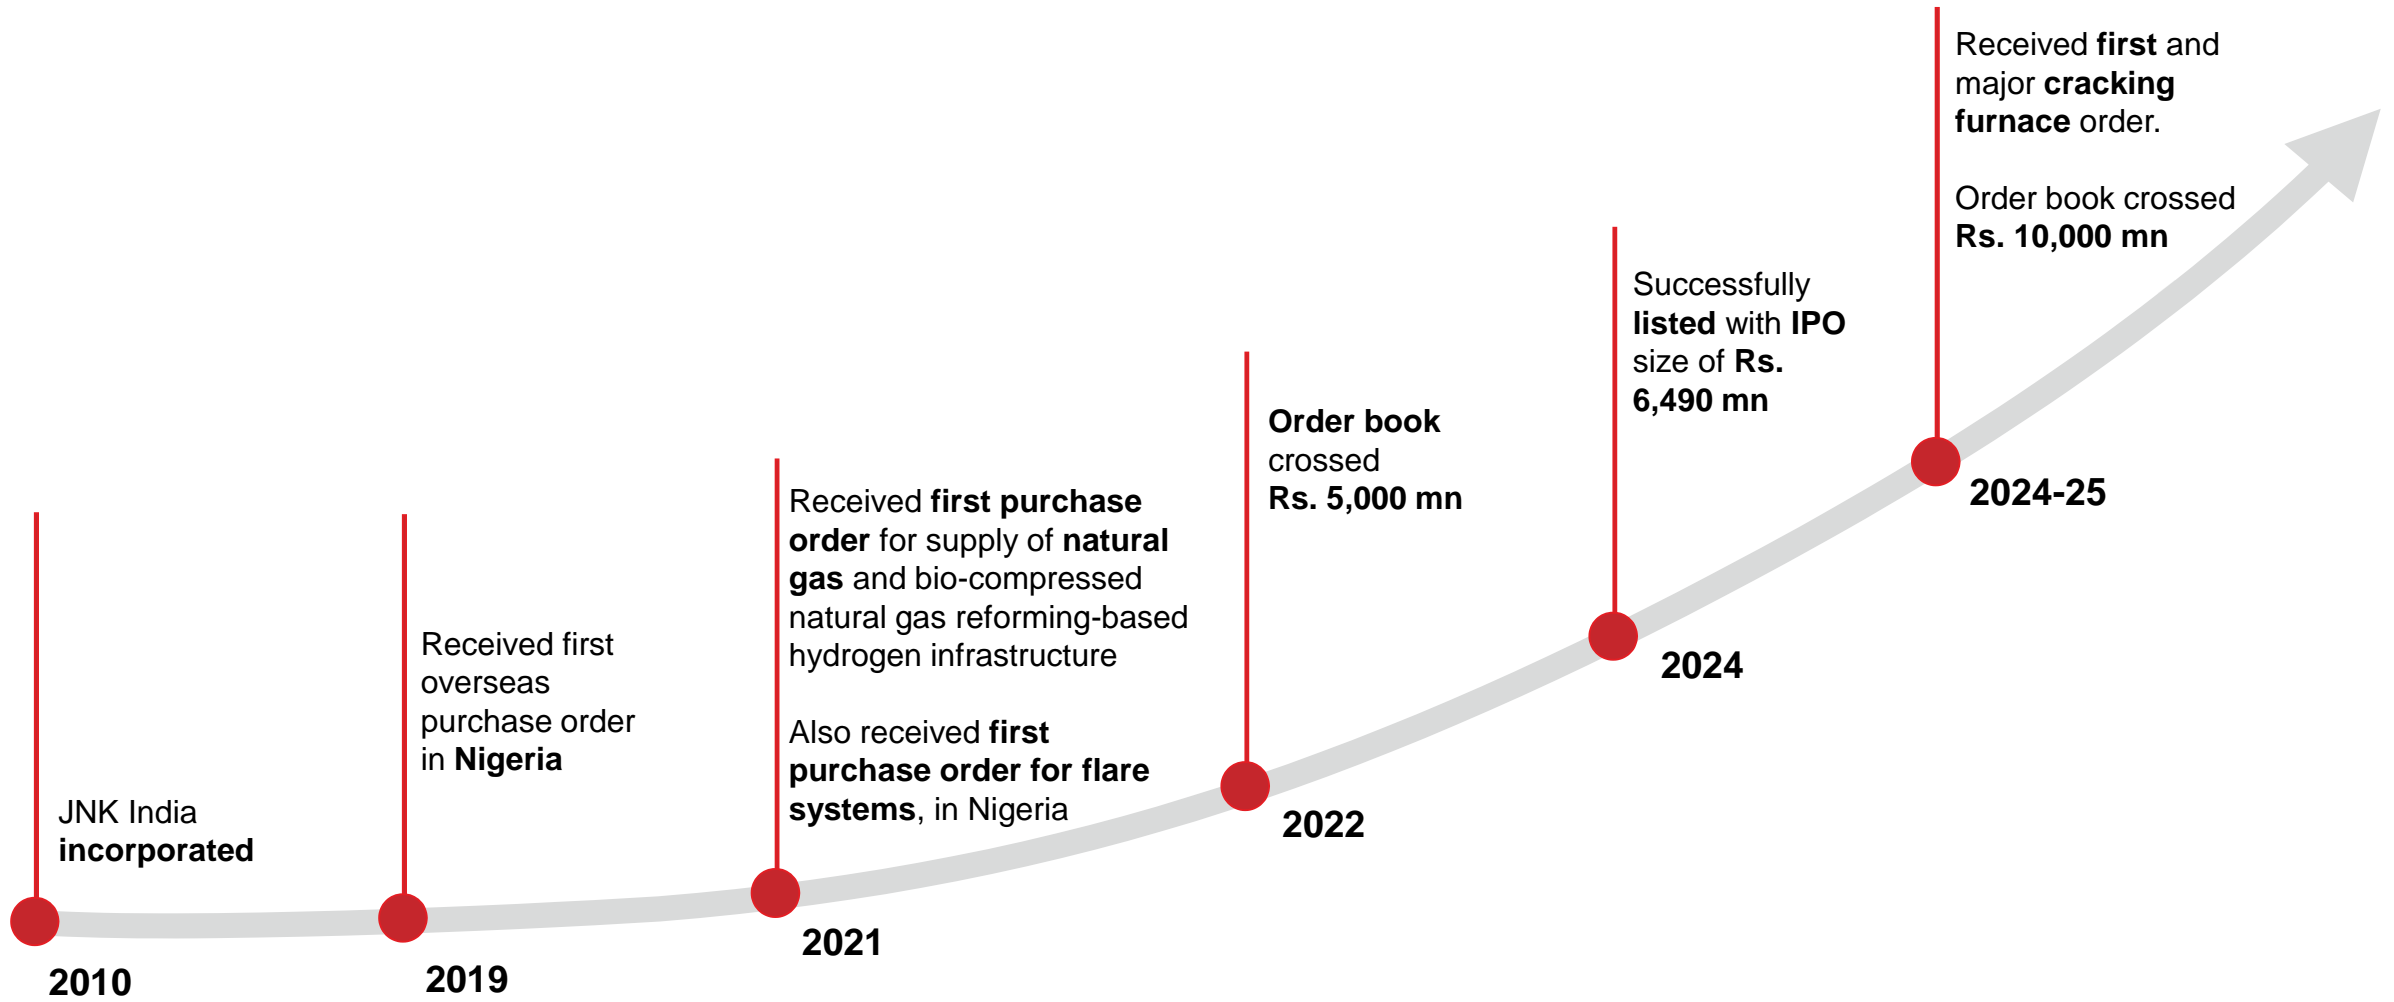 JNK India
incorporated
2010
Received first
overseas
purchase order
in Nigeria
2019
Received first purchase
order for supply of natural
gas and bio-compressed
natural gas reforming-based
hydrogen infrastructure
Also received first
purchase order for flare
systems, in Nigeria
2021
Order book
crossed
Rs. 5,000 mn
2022
Successfully
listed with IPO
size of Rs.
6,490 mn
2024
Received first and
major cracking
furnace order.
Order book crossed
Rs. 10,000 mn
2024-25